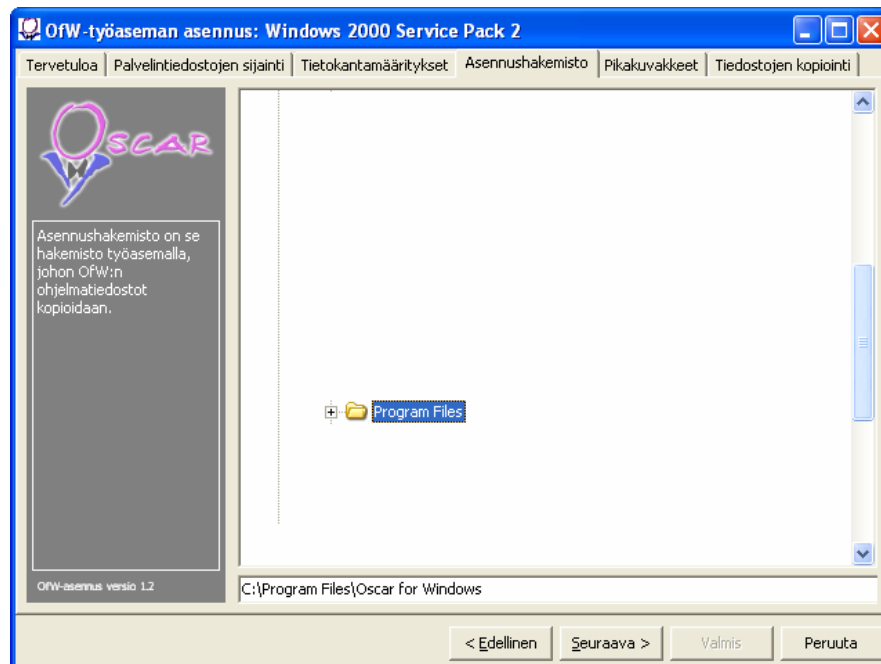 OfW-työaseman asennus: Windows 2000 Service Pack 2
Tervetuloa Palvelintiedostojen sijainti Tietokantamääritykset Asennushakemisto Pikakuvakkeet Tiedostojen kopiointi
OSCAR
Asennushakemisto on se
hakemisto työasemalla,
johon OfW:n
ohjelmatiedostot
kopioidaan.
Program Files
OfW-asennus versio 1.2
C:\Program Files\Oscar for Windows
< Edellinen Seuraava > Valmis Peruuta